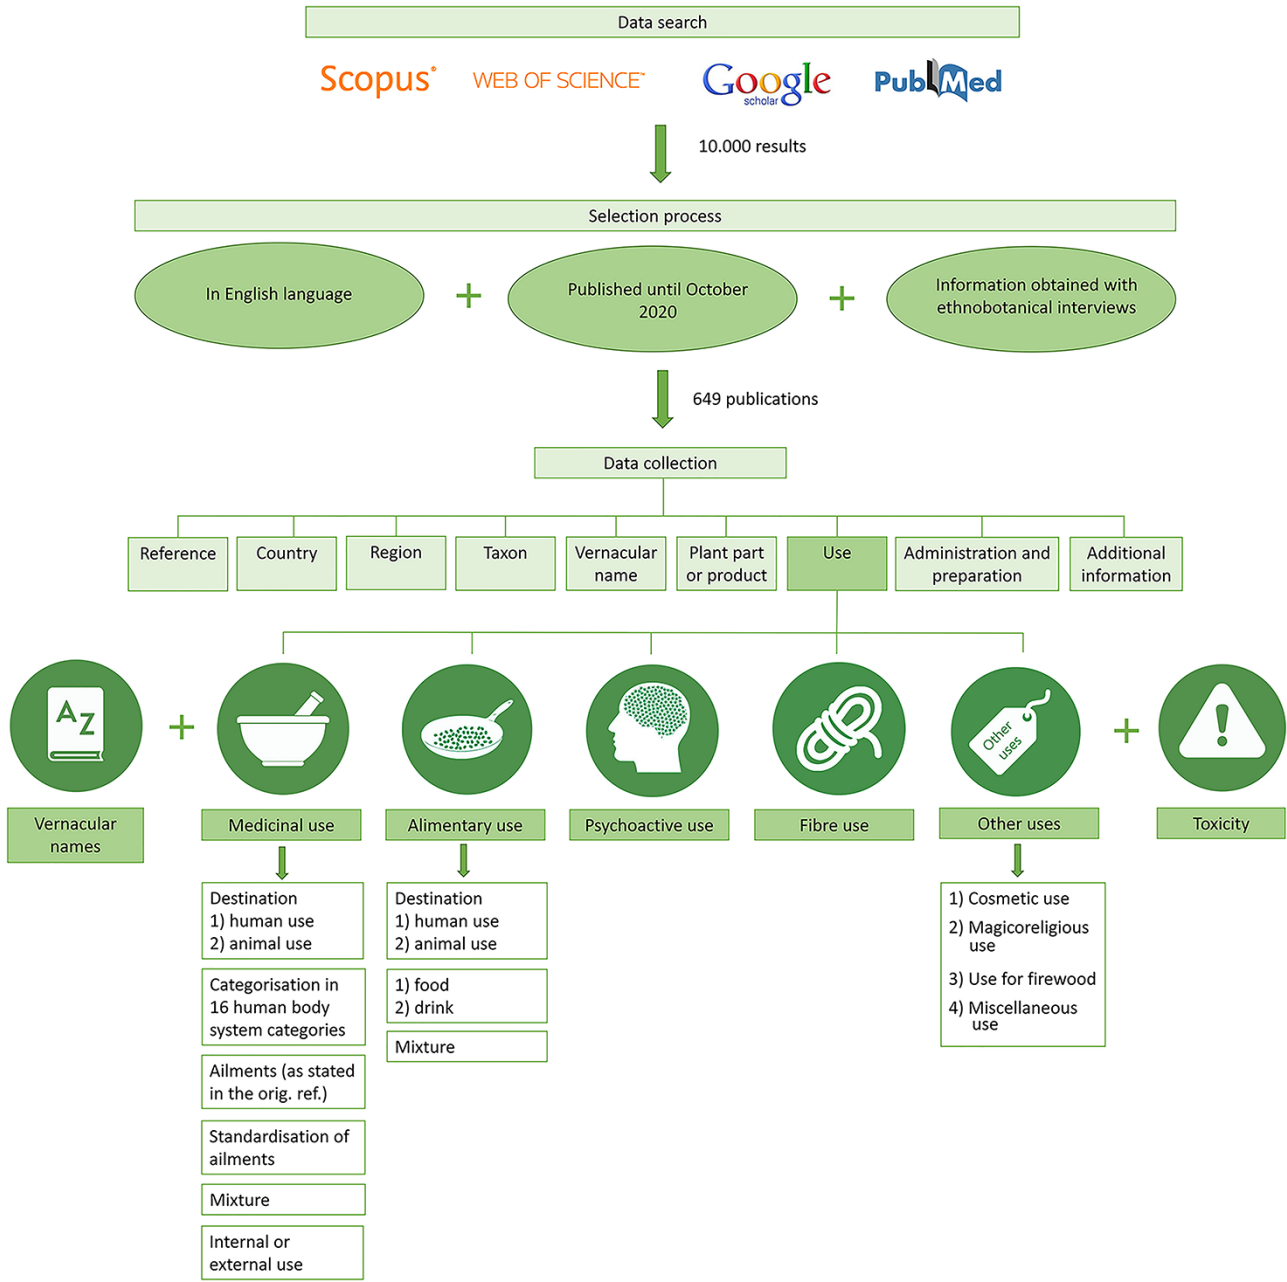 Data search
Scopus®
WEB OF SCIENCE™
Google
scholar
PubMed
10.000 results
Selection process
In English language
+
Published until October
2020
+
Information obtained with
ethnobotanical interviews
649 publications
Data collection
Reference
Country
Region
Taxon
Vernacular
name
Plant part
or product
Use
Administration and
preparation
Additional
information
AZ
+
Other
uses
+
!
Vernacular
names
Medicinal use
Alimentary use
Psychoactive use
Fibre use
Other uses
Toxicity
Destination
1) human use
2) animal use
Categorisation in
16 human body
system categories
Ailments (as stated
in the orig. ref.)
Standardisation of
ailments
Mixture
Internal or
external use
Destination
1) human use
2) animal use
1) food
2) drink
Mixture
1) Cosmetic use
2) Magicoreligious
use
3) Use for firewood
4) Miscellaneous
use